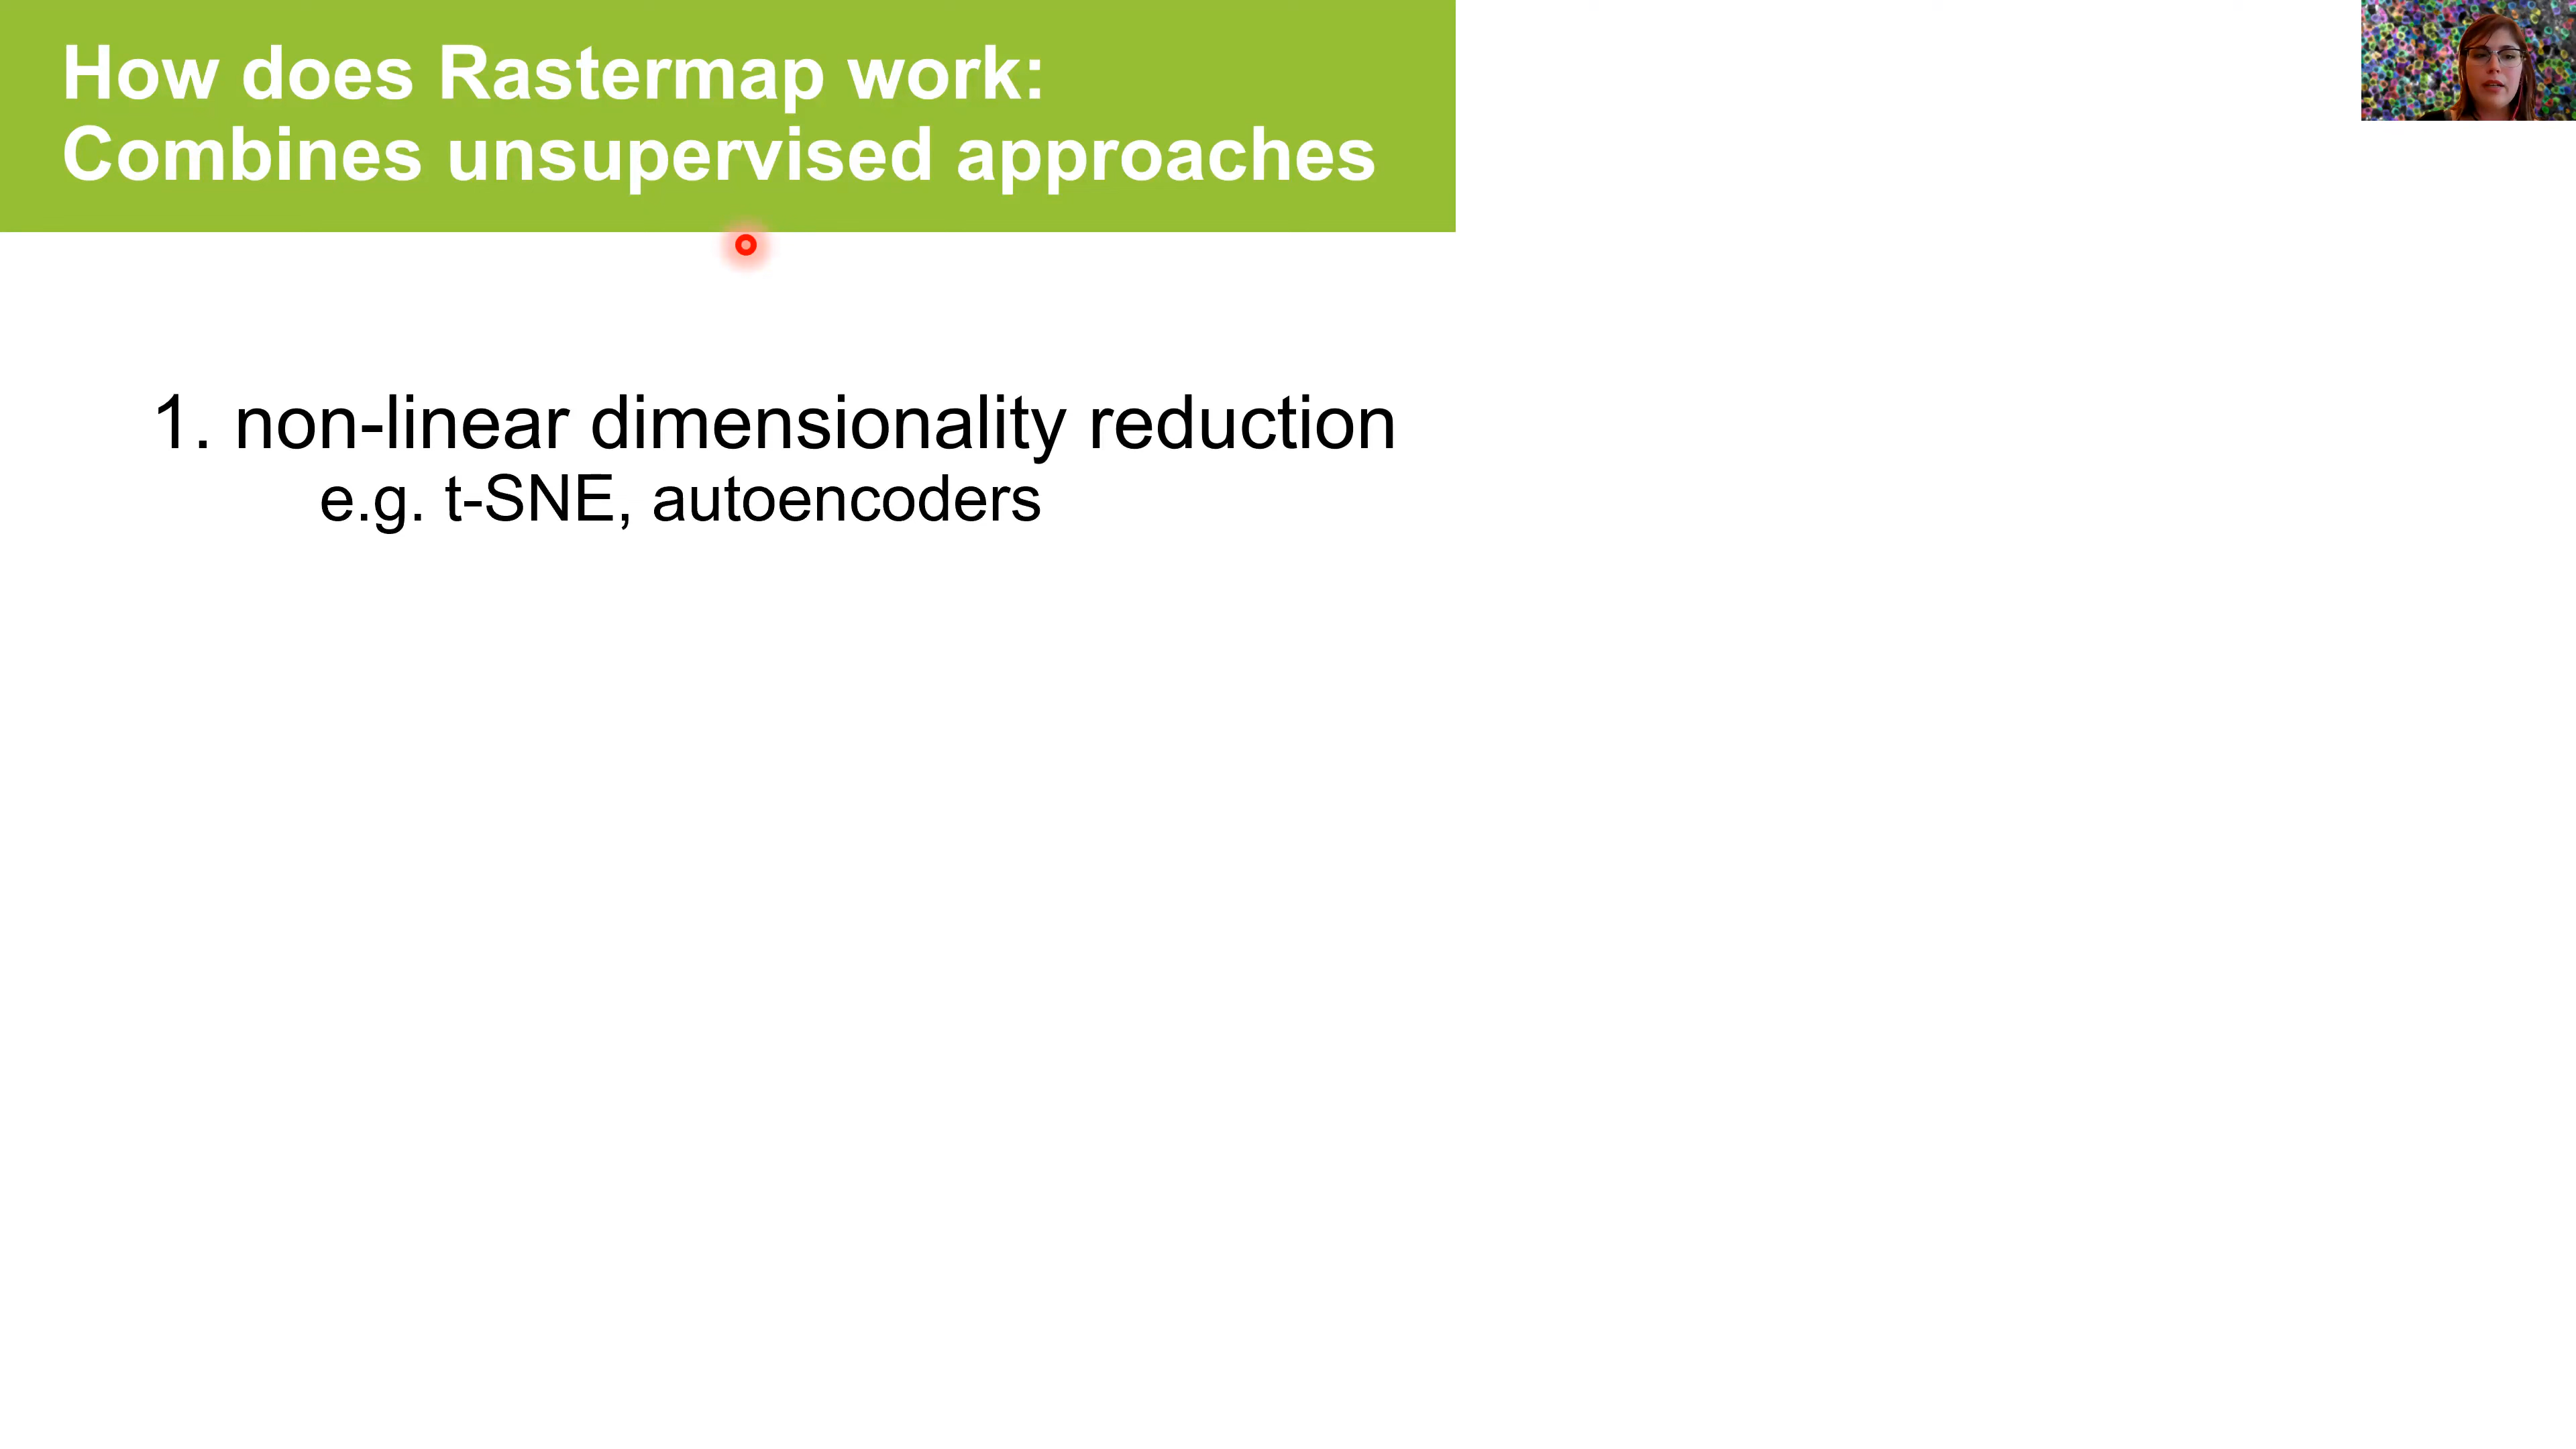 How does Rastermap work:
Combines unsupervised approaches
1. non-linear dimensionality reduction
e.g. t-SNE, autoencoders